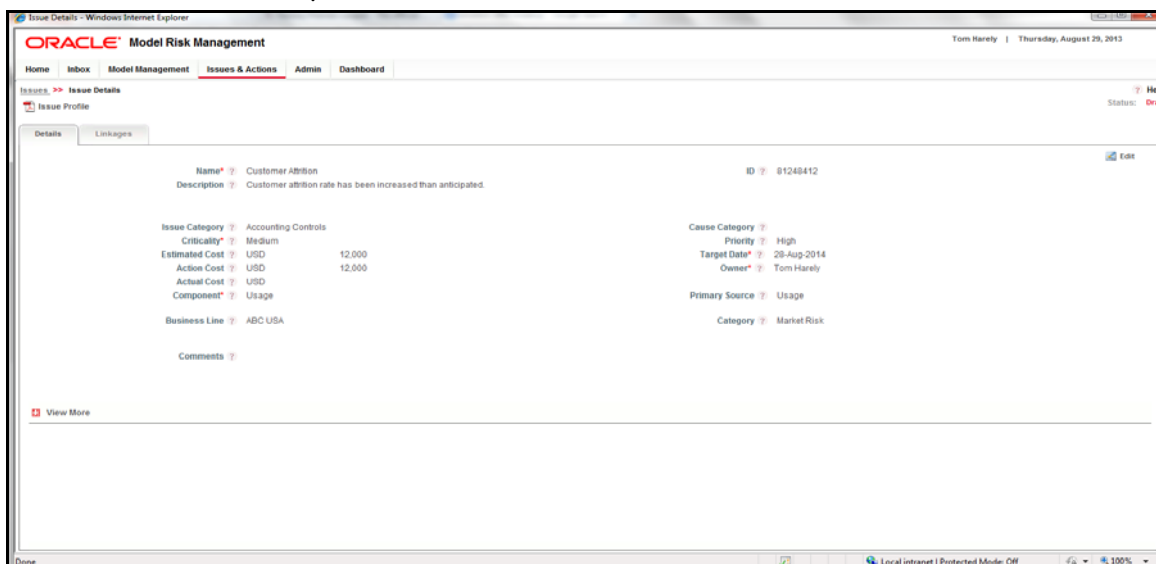 Issue Details - Windows Internet Explorer
ORACLE Model Risk Management
Tom Harely | Thursday, August 29, 2013
Home Inbox Model Management Issues & Actions Admin Dashboard
Issues >> Issue Details ? He
Issue Profile Status: Dra
Details Linkages
Edit
Name* ? Customer Attrition ID ? 81248412
Description ? Customer attrition rate has been increased than anticipated.
Issue Category ? Accounting Controls Cause Category ?
Criticality* ? Medium Priority ? High
Estimated Cost ? USD 12,000 Target Date* ? 28-Aug-2014
Action Cost ? USD 12,000 Owner* ? Tom Harely
Actual Cost ? USD
Component* ? Usage Primary Source ? Usage
Business Line ? ABC USA Category ? Market Risk
Comments ?
View More
Done Local intranet | Protected Mode: Off 100%